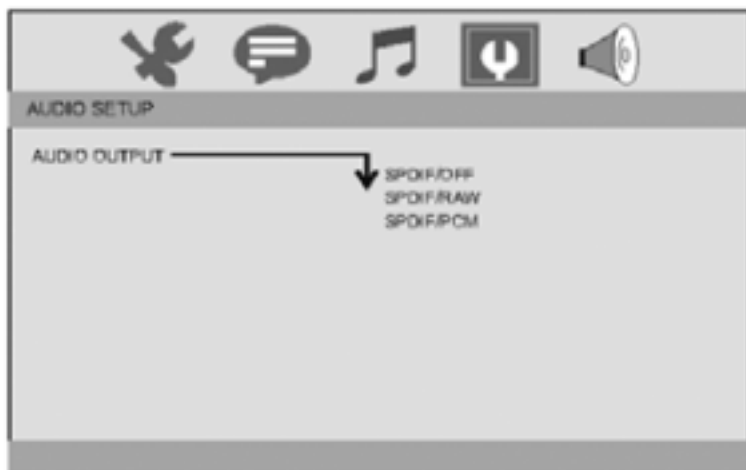 AUDIO SETUP
AUDIO OUTPUT
SPDIF/OFF
SPDIF/RAW
SPDIF/PCM